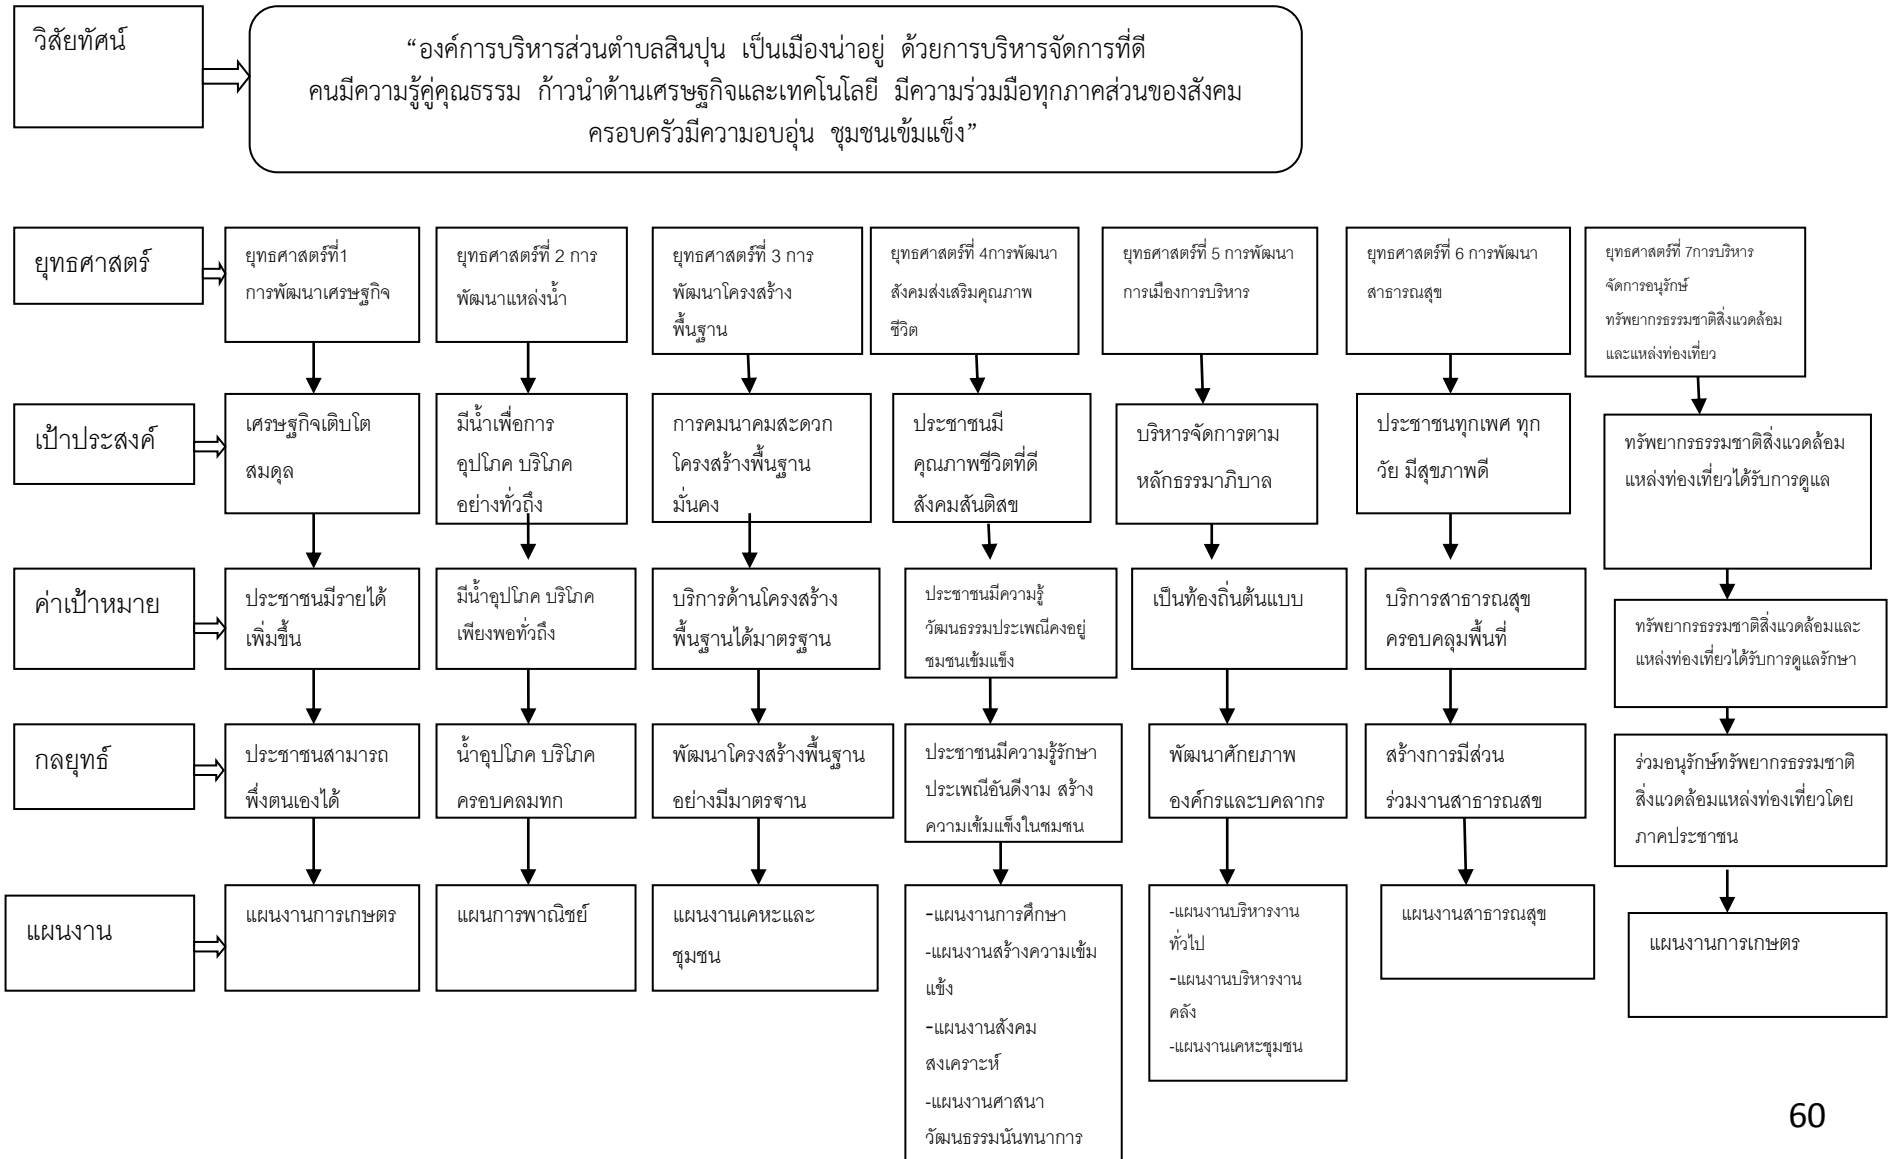 วิสัยทัศน์
“องค์การบริหารส่วนตำบลสินปุน เป็นเมืองน่าอยู่ ด้วยการบริหารจัดการที่ดี
คนมีความรู้คู่คุณธรรม ก้าวนำด้านเศรษฐกิจและเทคโนโลยี มีความร่วมมือทุกภาคส่วนของสังคม
ครอบครัวมีความอบอุ่น ชุมชนเข้มแข็ง”
ยุทธศาสตร์
ยุทธศาสตร์ที่1
การพัฒนาเศรษฐกิจ
ยุทธศาสตร์ที่ 2 การ
พัฒนาแหล่งน้ำ
ยุทธศาสตร์ที่ 3 การ
พัฒนาโครงสร้าง
พื้นฐาน
ยุทธศาสตร์ที่ 4การพัฒนา
สังคมส่งเสริมคุณภาพ
ชีวิต
ยุทธศาสตร์ที่ 5 การพัฒนา
การเมืองการบริหาร
ยุทธศาสตร์ที่ 6 การพัฒนา
สาธารณสุข
ยุทธศาสตร์ที่ 7การบริหาร
จัดการอนุรักษ์
ทรัพยากรธรรมชาติสิ่งแวดล้อม
และแหล่งท่องเที่ยว
เป้าประสงค์
เศรษฐกิจเติบโต
สมดุล
มีน้ำเพื่อการ
อุปโภค บริโภค
อย่างทั่วถึง
การคมนาคมสะดวก
โครงสร้างพื้นฐาน
มั่นคง
ประชาชนมี
คุณภาพชีวิตที่ดี
สังคมสันติสุข
บริหารจัดการตาม
หลักธรรมาภิบาล
ประชาชนทุกเพศ ทุก
วัย มีสุขภาพดี
ทรัพยากรธรรมชาติสิ่งแวดล้อม
แหล่งท่องเที่ยวได้รับการดูแล
ค่าเป้าหมาย
ประชาชนมีรายได้
เพิ่มขึ้น
มีน้ำอุปโภค บริโภค
เพียงพอทั่วถึง
บริการด้านโครงสร้าง
พื้นฐานได้มาตรฐาน
ประชาชนมีความรู้
วัฒนธรรมประเพณีคงอยู่
ชุมชนเข้มแข็ง
เป็นท้องถิ่นต้นแบบ
บริการสาธารณสุข
ครอบคลุมพื้นที่
ทรัพยากรธรรมชาติสิ่งแวดล้อมและ
แหล่งท่องเที่ยวได้รับการดูแลรักษา
กลยุทธ์
ประชาชนสามารถ
พึ่งตนเองได้
น้ำอุปโภค บริโภค
ครอบคลุมทุก
พัฒนาโครงสร้างพื้นฐาน
อย่างมีมาตรฐาน
ประชาชนมีความรู้รักษา
ประเพณีอันดีงาม สร้าง
ความเข้มแข็งในชุมชน
พัฒนาศักยภาพ
องค์กรและบุคลากร
สร้างการมีส่วน
ร่วมงานสาธารณสุข
ร่วมอนุรักษ์ทรัพยากรธรรมชาติ
สิ่งแวดล้อมแหล่งท่องเที่ยวโดย
ภาคประชาชน
แผนงาน
แผนงานการเกษตร
แผนการพาณิชย์
แผนงานเคหะและ
ชุมชน
-แผนงานการศึกษา
-แผนงานสร้างความเข้ม
แข็ง
-แผนงานสังคม
สงเคราะห์
-แผนงานศาสนา
วัฒนธรรมนันทนาการ
-แผนงานบริหารงาน
ทั่วไป
-แผนงานบริหารงาน
คลัง
-แผนงานเคหะชุมชน
แผนงานสาธารณสุข
แผนงานการเกษตร
60